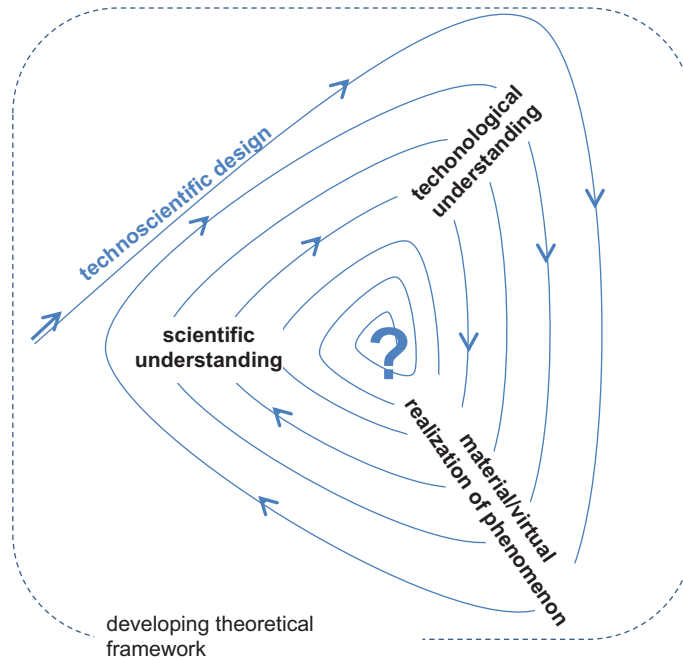 technoscientific design
techonological
understanding
scientific
understanding
?
material/virtual
realization of phenomenon
developing theoretical
framework